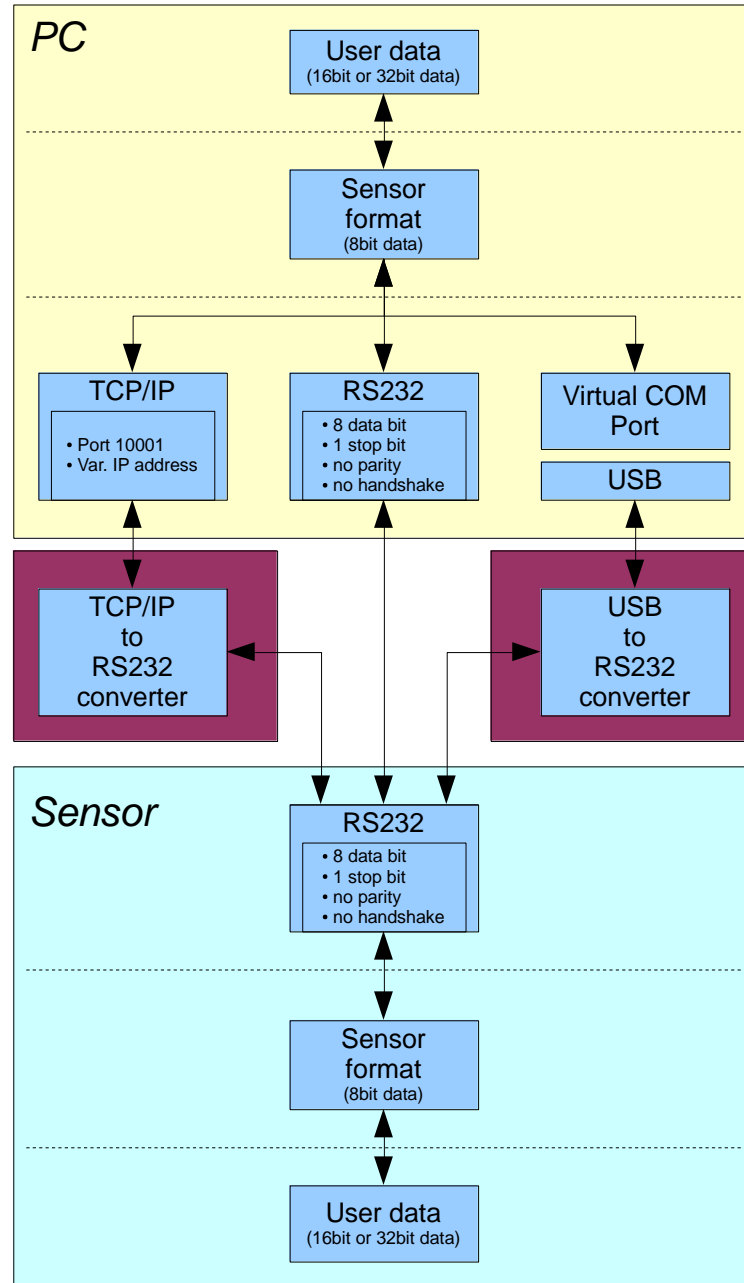 PC
User data
(16bit or 32bit data)
Sensor
format
(8bit data)
TCP/IP
• Port 10001
• Var. IP address
RS232
• 8 data bit
• 1 stop bit
• no parity
• no handshake
Virtual COM
Port
USB
TCP/IP
to
RS232
converter
USB
to
RS232
converter
Sensor
RS232
• 8 data bit
• 1 stop bit
• no parity
• no handshake
Sensor
format
(8bit data)
User data
(16bit or 32bit data)